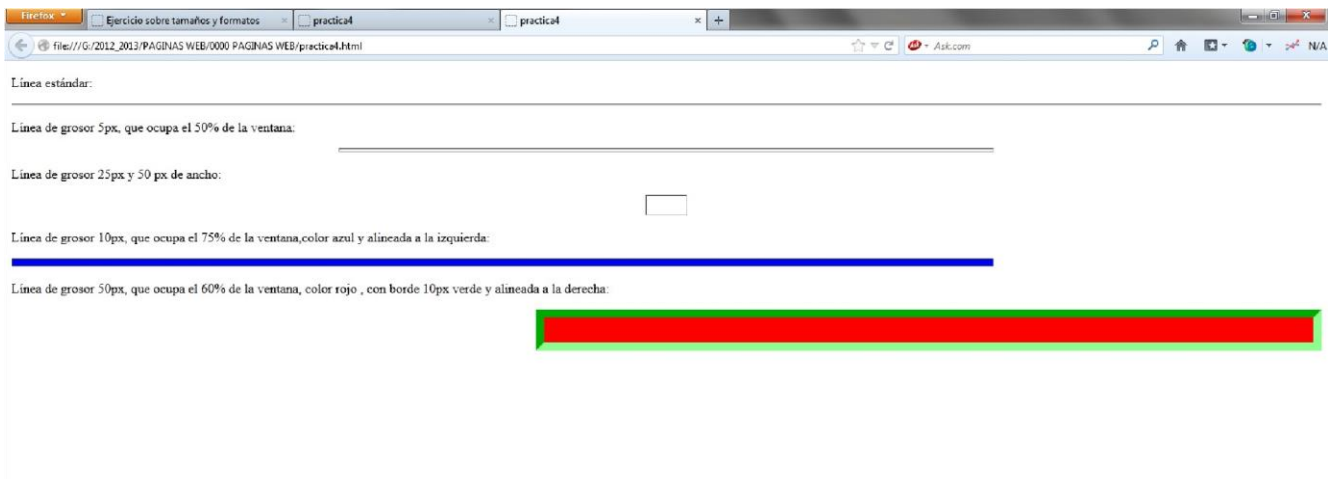 Firefox
Ejercicio sobre tamaños y formatos
practica4
practica4
file:///G:/2012_2013/PAGINAS WEB/0000 PAGINAS WEB/practica4.html
Ask.com
N/A
Línea estándar:
Línea de grosor 5px, que ocupa el 50% de la ventana:
Línea de grosor 25px y 50 px de ancho:
Línea de grosor 10px, que ocupa el 75% de la ventana,color azul y alineada a la izquierda:
Línea de grosor 50px, que ocupa el 60% de la ventana, color rojo , con borde 10px verde y alineada a la derecha: